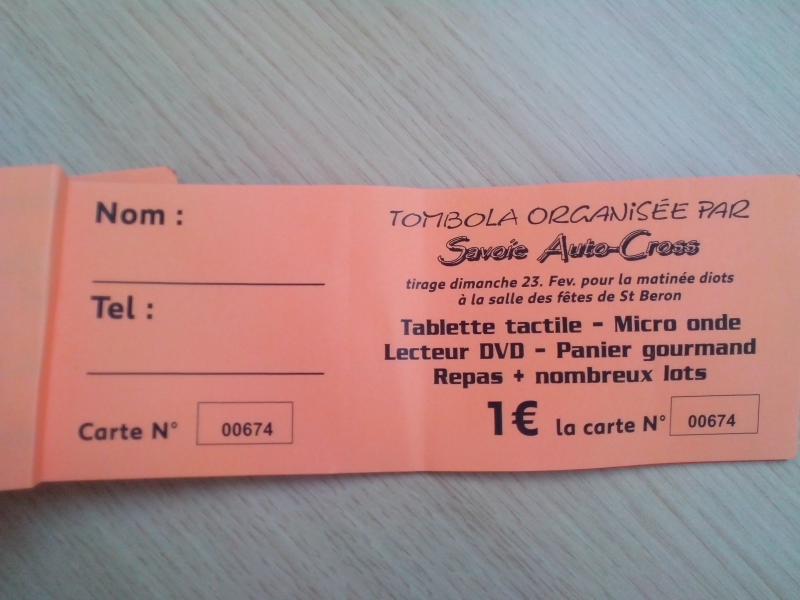 Nom :
Tel :
Carte N° 00674
TOMBOLA ORGANISÉE PAR
Savoie Auto-Cross
tirage dimanche 23. Fev. pour la matinée diots
à la salle des fêtes de St Beron
Tablette tactile - Micro onde
Lecteur DVD - Panier gourmand
Repas + nombreux lots
1€ la carte N° 00674